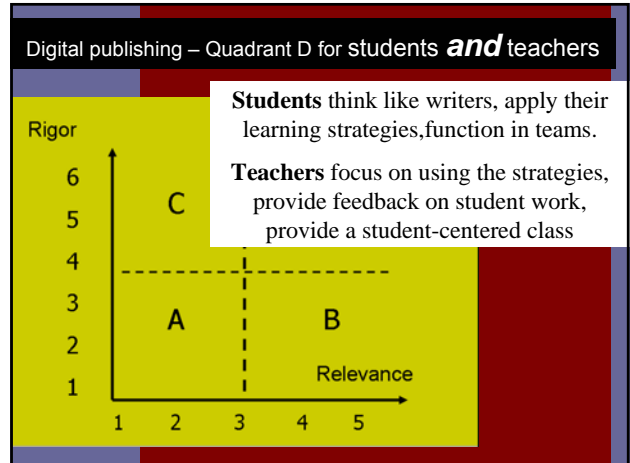 Digital publishing – Quadrant D for students and teachers
Students think like writers, apply their
learning strategies,function in teams.
Teachers focus on using the strategies,
provide feedback on student work,
provide a student-centered class
Rigor
6
5
4
3
2
1
C
A
B
Relevance
1 2 3 4 5